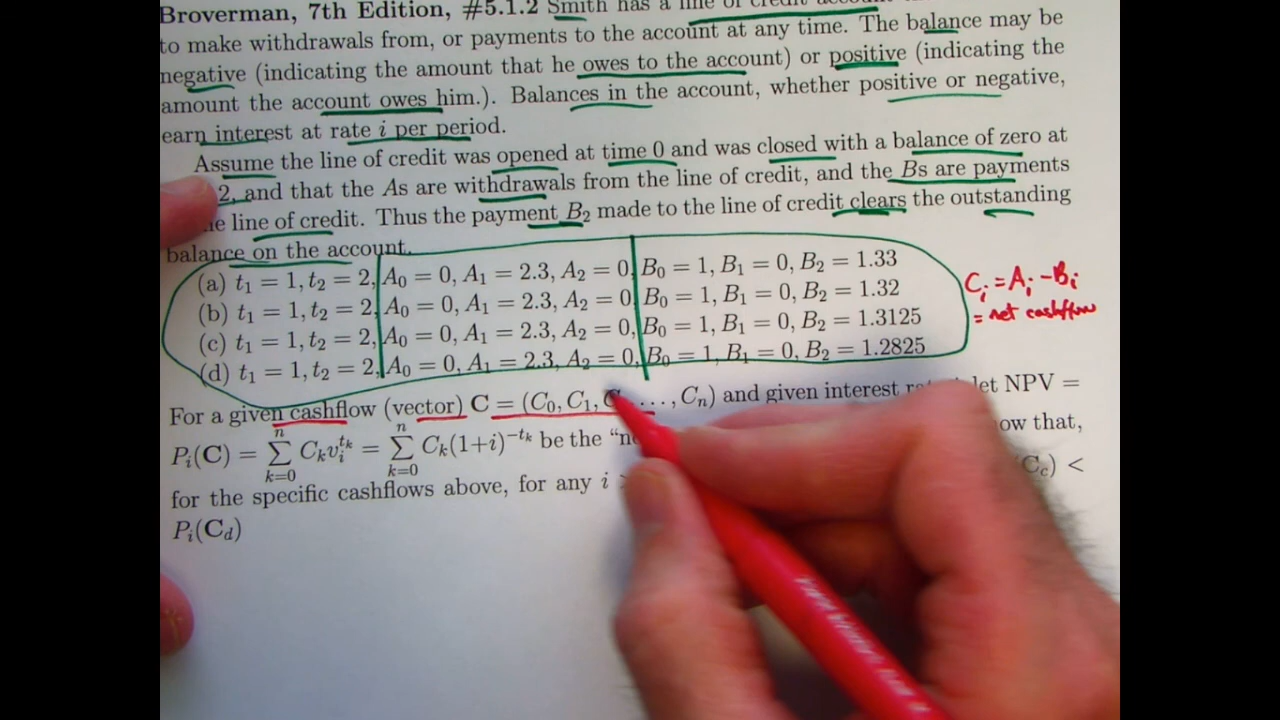 Broverman, 7th Edition, #5.1.2 Smith has a line of credit account
to make withdrawals from, or payments to the account at any time. The balance may be
negative (indicating the amount that he owes to the account) or positive (indicating the
amount the account owes him.). Balances in the account, whether positive or negative,
earn interest at rate i per period.
Assume the line of credit was opened at time 0 and was closed with a balance of zero at
2, and that the As are withdrawals from the line of credit, and the Bs are payments
line of credit. Thus the payment B₂ made to the line of credit clears the outstanding
balance on the account.
(a) t₁ = 1, t₂ = 2, A₀ = 0, A₁ = 2.3, A₂ = 0, B₀ = 1, B₁ = 0, B₂ = 1.33
(b) t₁ = 1, t₂ = 2, A₀ = 0, A₁ = 2.3, A₂ = 0, B₀ = 1, B₁ = 0, B₂ = 1.32
(c) t₁ = 1, t₂ = 2, A₀ = 0, A₁ = 2.3, A₂ = 0, B₀ = 1, B₁ = 0, B₂ = 1.3125
(d) t₁ = 1, t₂ = 2, A₀ = 0, A₁ = 2.3, A₂ = 0, B₀ = 1, B₁ = 0, B₂ = 1.2825
Cᵢ = Aᵢ - Bᵢ
= net cashflow
For a given cashflow (vector) C = (C₀, C₁, …, Cₙ) and given interest let NPV =
Pᵢ(C) = ∑ₖ₌₀ⁿ Cₖvᵢ^{tₖ} = ∑ₖ₌₀ⁿ Cₖ(1+i)^{-tₖ} be the that,
for the specific cashflows above, for any i (C_c) <
Pᵢ(C_d)